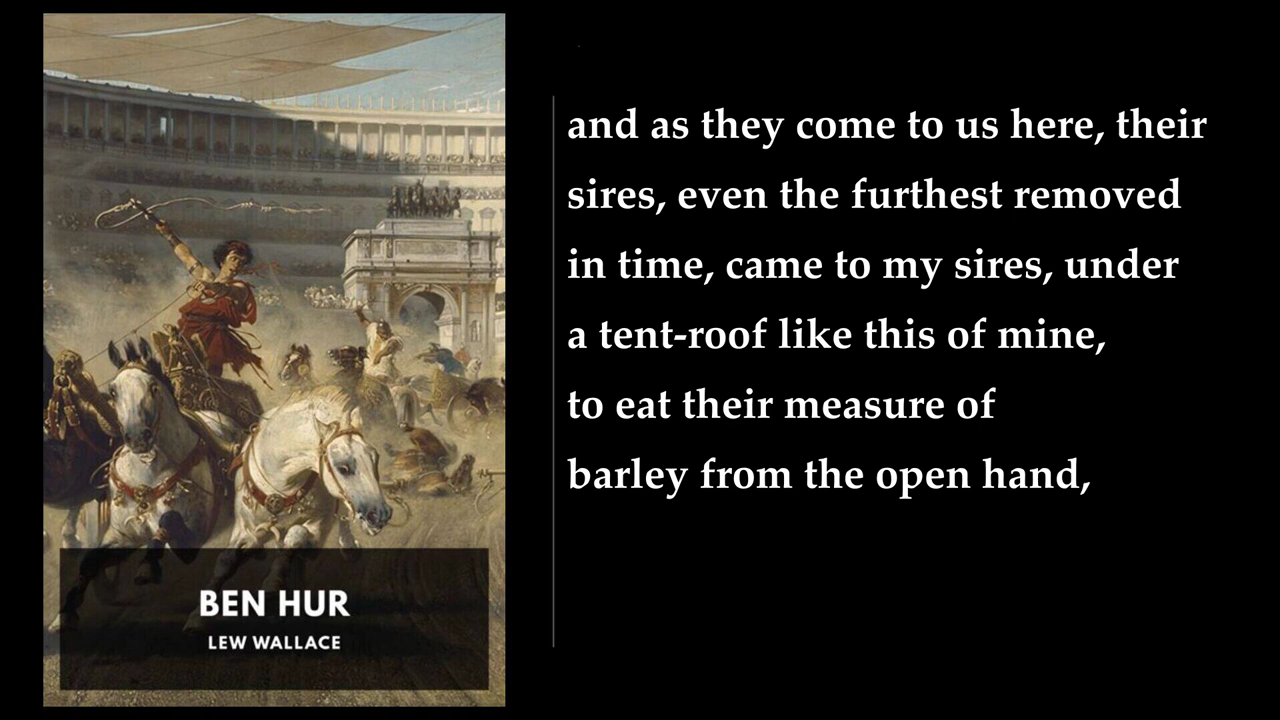 and as they come to us here, their
sires, even the furthest removed
in time, came to my sires, under
a tent-roof like this of mine,
to eat their measure of
barley from the open hand,
BEN HUR
LEW WALLACE